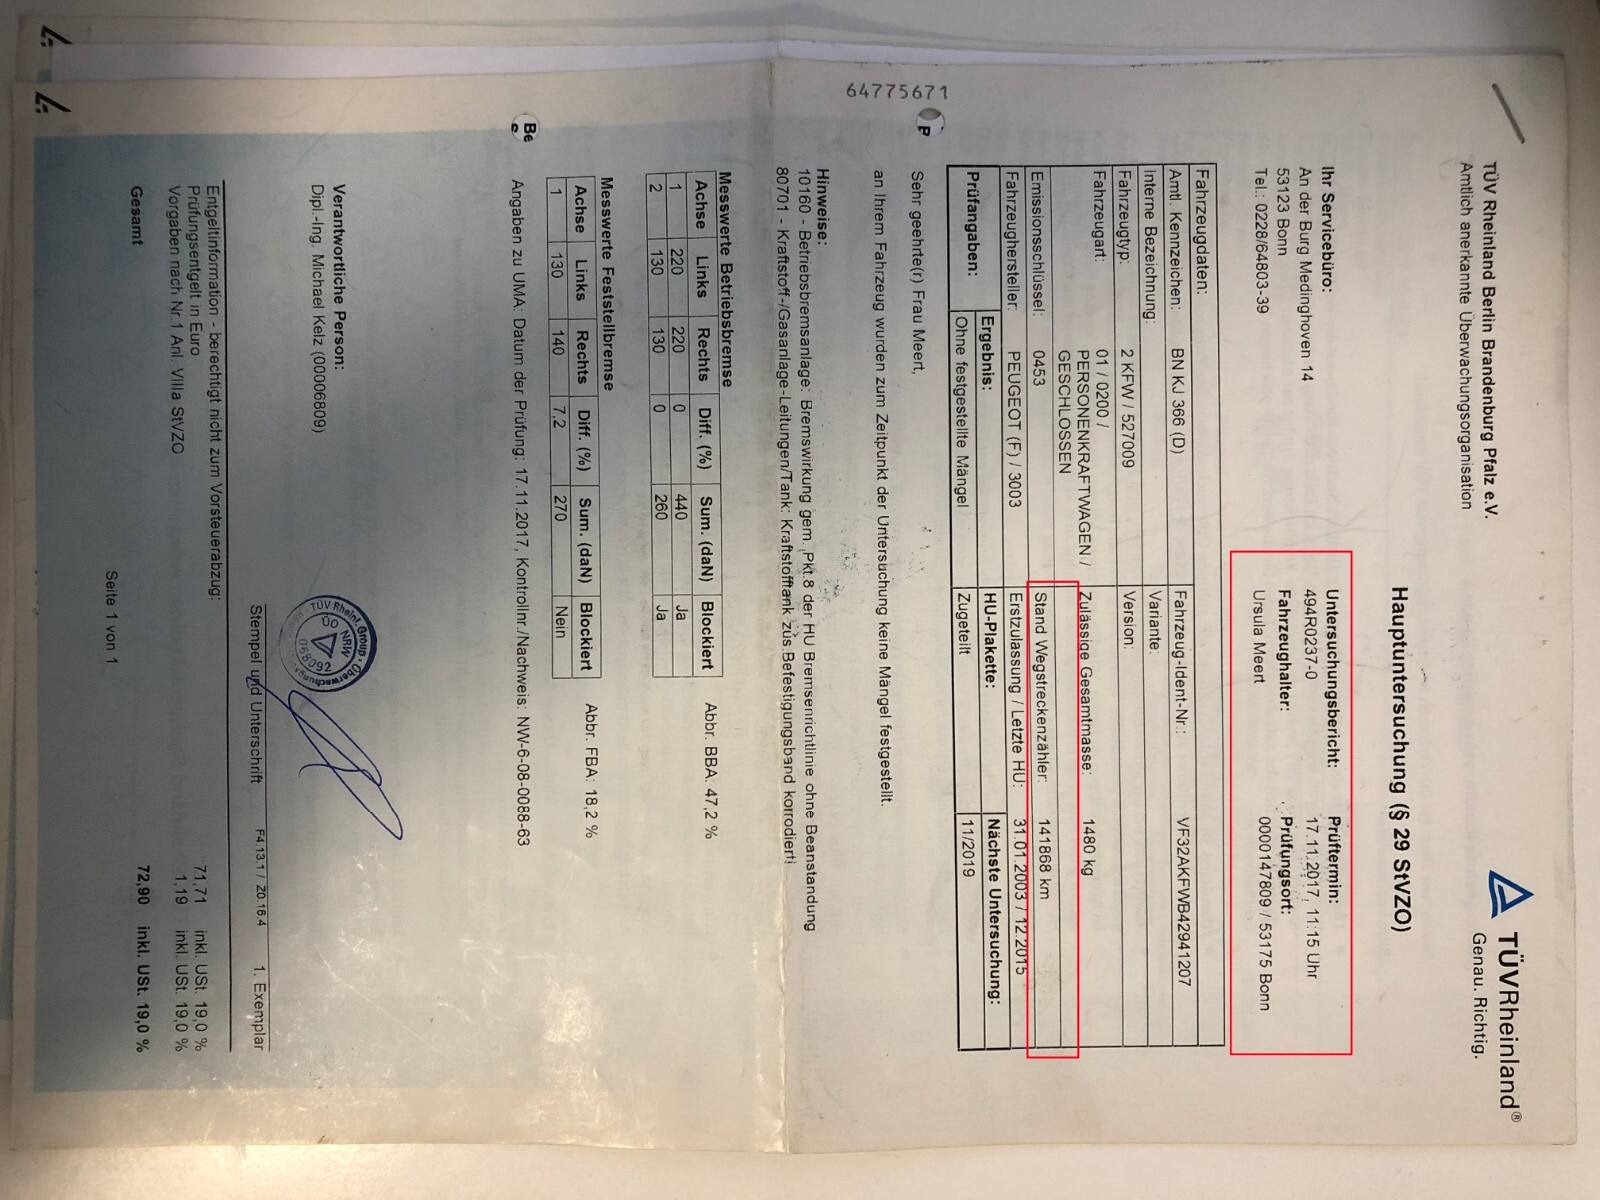 TÜV Rheinland Berlin Brandenburg Pfalz e.V.
Amtlich anerkannte Überwachungsorganisation
TÜVRheinland®
Genau. Richtig.
Hauptuntersuchung (§ 29 StVZO)
Ihr Servicebüro:
An der Burg Medinghoven 14
53123 Bonn
Tel.: 0228/64803-39
Untersuchungsbericht: Prüftermin:
494R0237-0 17.11.2017, 11:15 Uhr
Fahrzeughalter: Prüfungsort:
Ursula Meert 0000147809 / 53175 Bonn
Fahrzeugdaten:
Amtl. Kennzeichen: BN KJ 366 (D) Fahrzeug-Ident-Nr.: VF32AKFWB42941207
Interne Bezeichnung: Variante:
Fahrzeugtyp: 2 KFW / 527009 Version:
Fahrzeugart: 01 / 0200 / Zulässige Gesamtmasse: 1480 kg
PERSONENKRAFTWAGEN /
GESCHLOSSEN
Emissionsschlüssel: 0453 Stand Wegstreckenzähler: 141868 km
Fahrzeughersteller: PEUGEOT (F) / 3003 Erstzulassung / Letzte HU: 31.01.2003 / 12.2015
Prüfangaben: Ergebnis: HU-Plakette: Nächste Untersuchung:
Ohne festgestellte Mängel Zugeteilt 11/2019
64775671
P
Sehr geehrte(r) Frau Meert,
an Ihrem Fahrzeug wurden zum Zeitpunkt der Untersuchung keine Mängel festgestellt.
Hinweise:
10160 - Betriebsbremsanlage: Bremswirkung gem. Pkt.8 der HU Bremsenrichtlinie ohne Beanstandung
80701 - Kraftstoff-/Gasanlage-Leitungen/Tank: Kraftstofftank zus.Befestigungsband korrodiert!
Messwerte Betriebsbremse
Achse Links Rechts Diff. (%) Sum. (daN) Blockiert Abbr. BBA: 47,2 %
1 220 220 0 440 Ja
2 130 130 0 260 Ja
Messwerte Feststellbremse
Achse Links Rechts Diff. (%) Sum. (daN) Blockiert Abbr. FBA: 18,2 %
1 130 140 7,2 270 Nein
Be
Angaben zu UMA: Datum der Prüfung: 17.11.2017, Kontrollnr./Nachweis: NW-6-08-0088-63
Verantwortliche Person:
Dipl.-Ing. Michael Kelz (00006809)
TÜV Rheinl. Group · Überwachungs
ÜO NRW
068092
Stempel und Unterschrift F4.13.1 / Z0.16.4 1. Exemplar
Entgeltinformation - berechtigt nicht zum Vorsteuerabzug:
Prüfungsentgelt in Euro 71,71 inkl. USt. 19,0 %
Vorgaben nach Nr.1 Anl. VIIIa StVZO 1,19 inkl. USt. 19,0 %
Gesamt 72,90 inkl. USt. 19,0 %
Seite 1 von 1